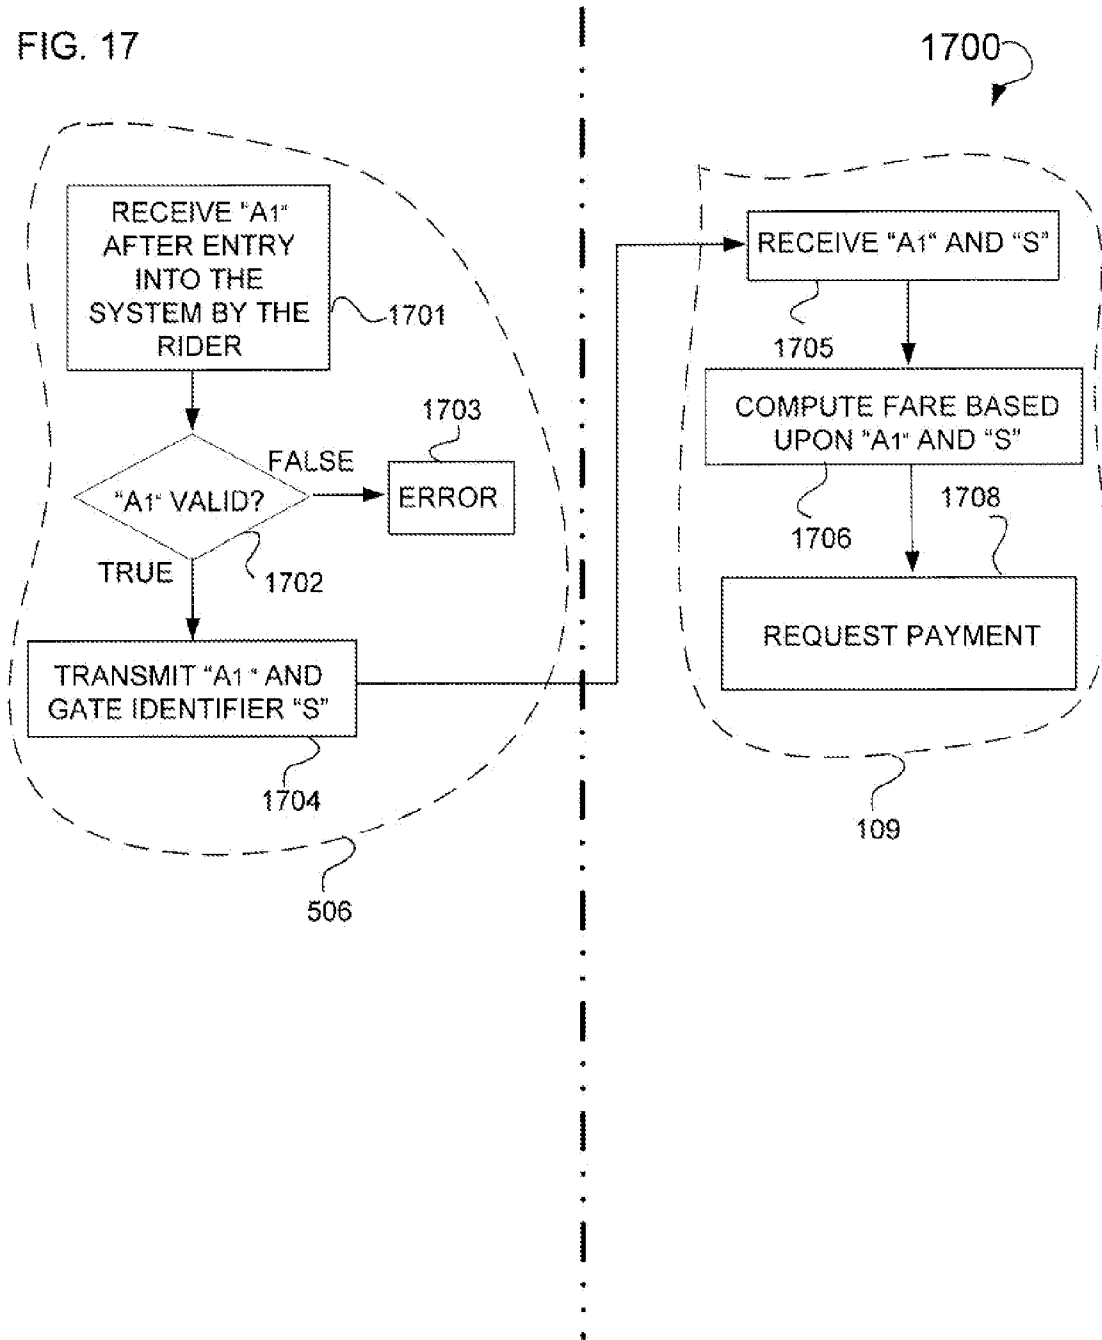 FIG. 17
1700
RECEIVE “A1“
AFTER ENTRY
INTO THE
SYSTEM BY THE
RIDER
1701
“A1“ VALID?
FALSE
1703
ERROR
TRUE
1702
TRANSMIT “A1“ AND
GATE IDENTIFIER “S”
1704
506
RECEIVE “A1“ AND “S”
1705
COMPUTE FARE BASED
UPON “A1“ AND “S”
1706
1708
REQUEST PAYMENT
109